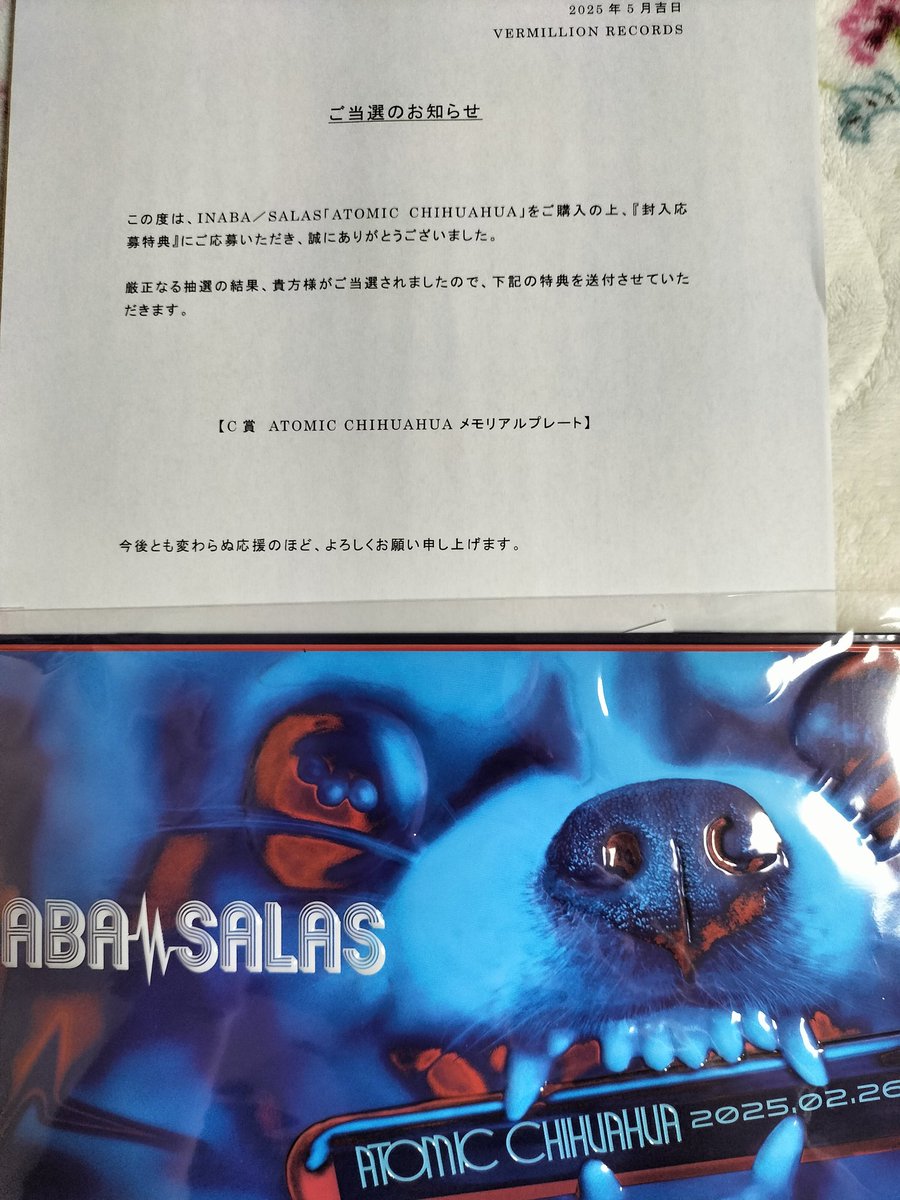 2025年5月吉日
VERMILLION RECORDS
ご当選のお知らせ
この度は、INABA／SALAS「ATOMIC CHIHUAHUA」をご購入の上、『封入応
募特典』にご応募いただき、誠にありがとうございました。
厳正なる抽選の結果、貴方様がご当選されましたので、下記の特典を送付させていた
だきます。
【C賞 ATOMIC CHIHUAHUA メモリアルプレート】
今後とも変わらぬ応援のほど、よろしくお願い申し上げます。
ABA SALAS
ATOMIC CHIHUAHUA 2025.02.26